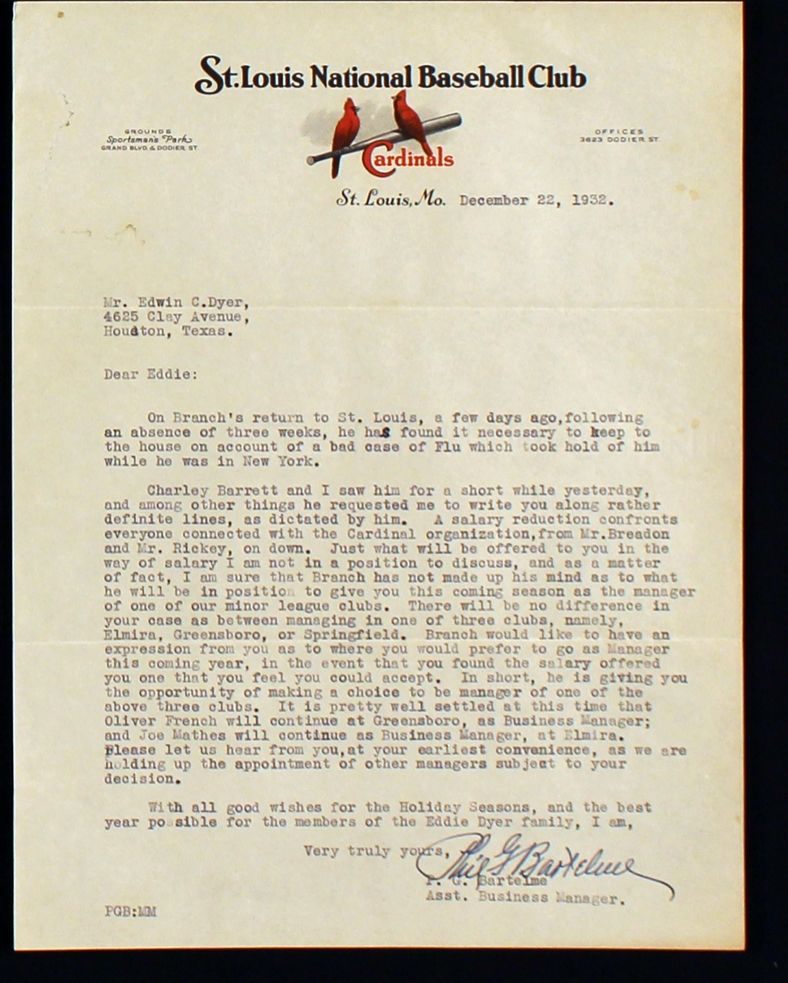 St. Louis National Baseball Club
GROUNDS
Sportsman's Park
GRAND BLVD. & DODIER ST.
OFFICES
3623 DODIER ST.
Cardinals
St. Louis, Mo. December 22, 1932.
Mr. Edwin C.Dyer,
4625 Clay Avenue,
Houdton, Texas.
Dear Eddie:
On Branch's return to St. Louis, a few days ago,following
an absence of three weeks, he has found it necessary to keep to
the house on account of a bad case of Flu which took hold of him
while he was in New York.
Charley Barrett and I saw him for a short while yesterday,
and among other things he requested me to write you along rather
definite lines, as dictated by him. A salary reduction confronts
everyone connected with the Cardinal organization,from Mr.Breadon
and Mr. Rickey, on down. Just what will be offered to you in the
way of salary I am not in a position to discuss, and as a matter
of fact, I am sure that Branch has not made up his mind as to what
he will be in position to give you this coming season as the manager
of one of our minor league clubs. There will be no difference in
your case as between managing in one of three clubs, namely,
Elmira, Greensboro, or Springfield. Branch would like to have an
expression from you as to where you would prefer to go as Manager
this coming year, in the event that you found the salary offered
you one that you feel you could accept. In short, he is giving you
the opportunity of making a choice to be manager of one of the
above three clubs. It is pretty well settled at this time that
Oliver French will continue at Greensboro, as Business Manager;
and Joe Mathes will continue as Business Manager, at Elmira.
Please let us hear from you,at your earliest convenience, as we are
holding up the appointment of other managers subject to your
decision.
With all good wishes for the Holiday Seasons, and the best
year possible for the members of the Eddie Dyer family, I am,
Very truly yours,
Phil G Bartelme
P. G. Bartelme
Asst. Business Manager.
PGB:MM